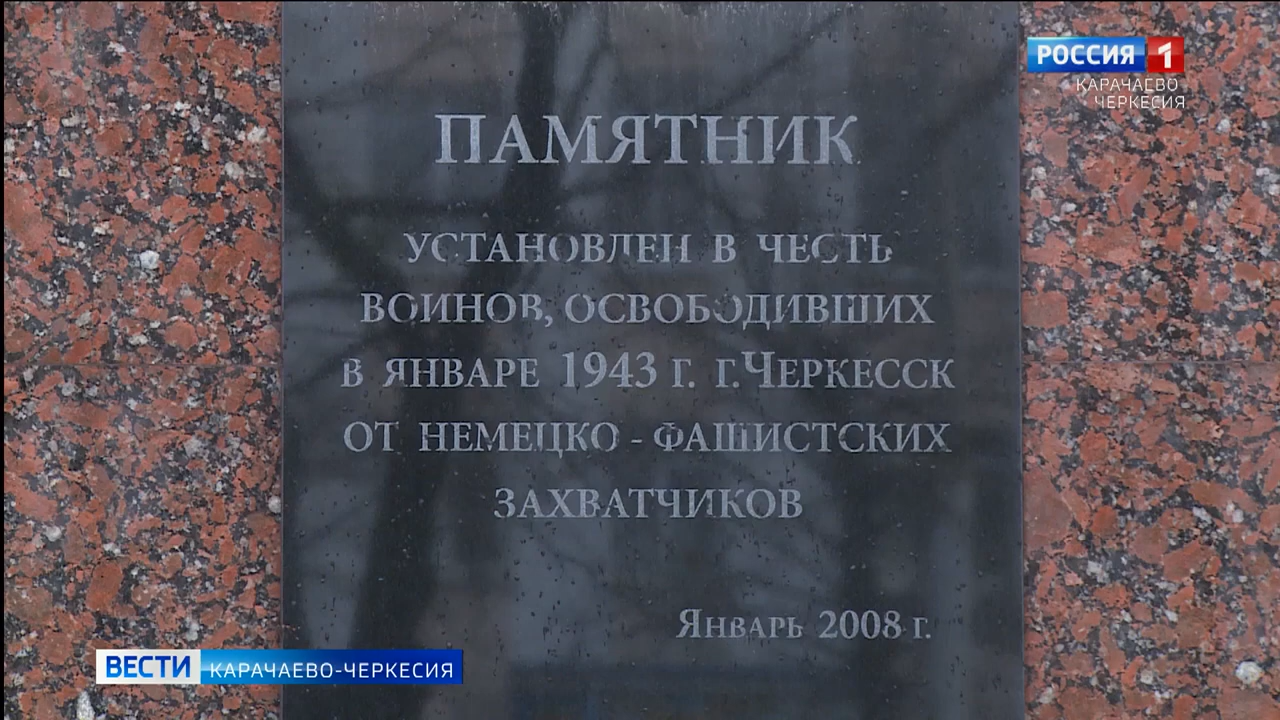 РОССИЯ 1
КАРАЧАЕВО
ЧЕРКЕСИЯ
ПАМЯТНИК
УСТАНОВЛЕН В ЧЕСТЬ
ВОИНОВ, ОСВОБОДИВШИХ
В ЯНВАРЕ 1943 Г. Г. ЧЕРКЕССК
ОТ НЕМЕЦКО - ФАШИСТСКИХ
ЗАХВАТЧИКОВ
ЯНВАРЬ 2008 Г.
ВЕСТИ КАРАЧАЕВО-ЧЕРКЕСИЯ